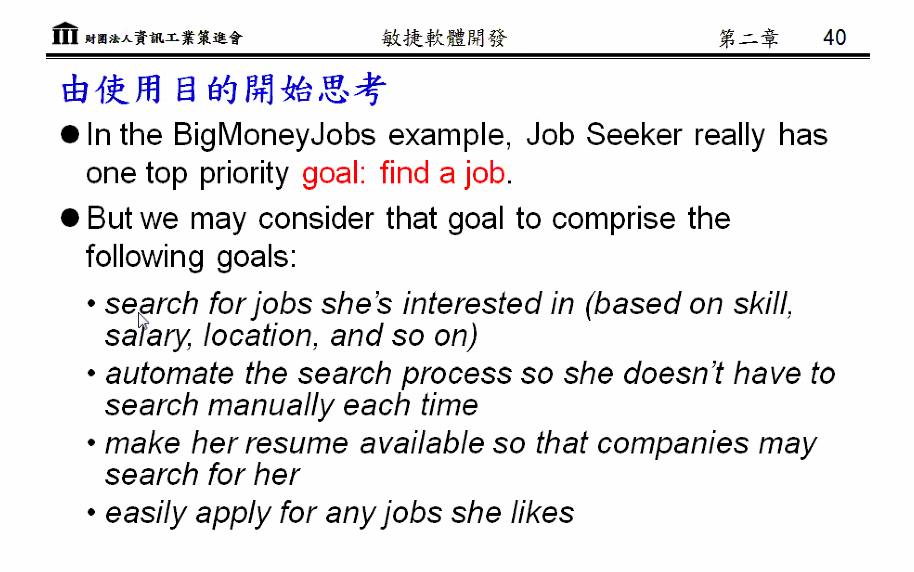 財團法人資訊工業策進會 敏捷軟體開發 第二章 40
由使用目的開始思考
●In the BigMoneyJobs example, Job Seeker really has
one top priority goal: find a job.
●But we may consider that goal to comprise the
following goals:
•search for jobs she’s interested in (based on skill,
salary, location, and so on)
•automate the search process so she doesn’t have to
search manually each time
•make her resume available so that companies may
search for her
•easily apply for any jobs she likes